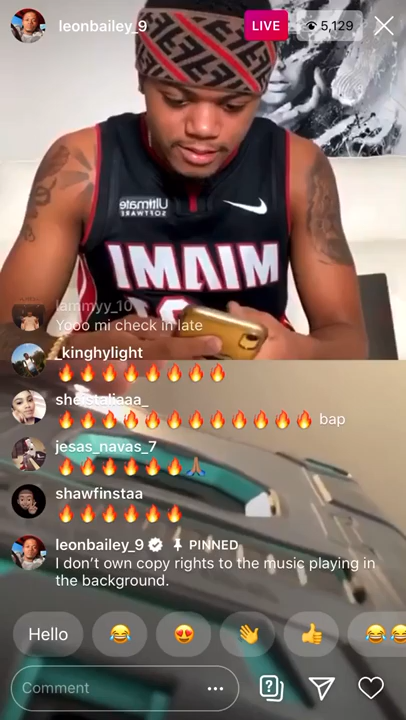 leonbailey_9
LIVE
5,129
Ultimate
SOFTWARE
MIAMI
iammyy_10
Yooo mi check in late
_kinghylight
🔥🔥🔥🔥🔥🔥🔥
🔥🔥🔥🔥🔥🔥🔥🔥🔥🔥🔥 bap
jesas_navas_7
🔥🔥🔥🔥🔥🔥🙏🏽
shawfinstaa
🔥🔥🔥🔥🔥🔥
leonbailey_9 PINNED
I don't own copy rights to the music playing in
the background.
Hello 😂 😍 👋 👍 😂😂
Comment